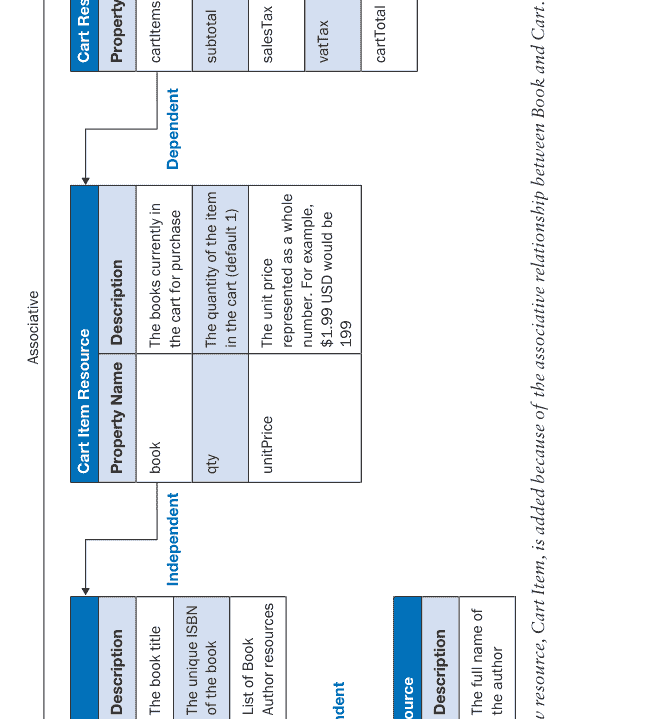 Associative
Description
The book title
The unique ISBN
of the book
List of Book
Author resources
Independent
Cart Item Resource
Property Name Description
book
The books currently in
the cart for purchase
qty
The quantity of the item
in the cart (default 1)
unitPrice
The unit price
represented as a whole
number. For example,
$1.99 USD would be
199
Dependent
Cart Res
Property
cartItems
subtotal
salesTax
vatTax
cartTotal
ndent
ource
Description
The full name of
the author
resource, Cart Item, is added because of the associative relationship between Book and Cart.